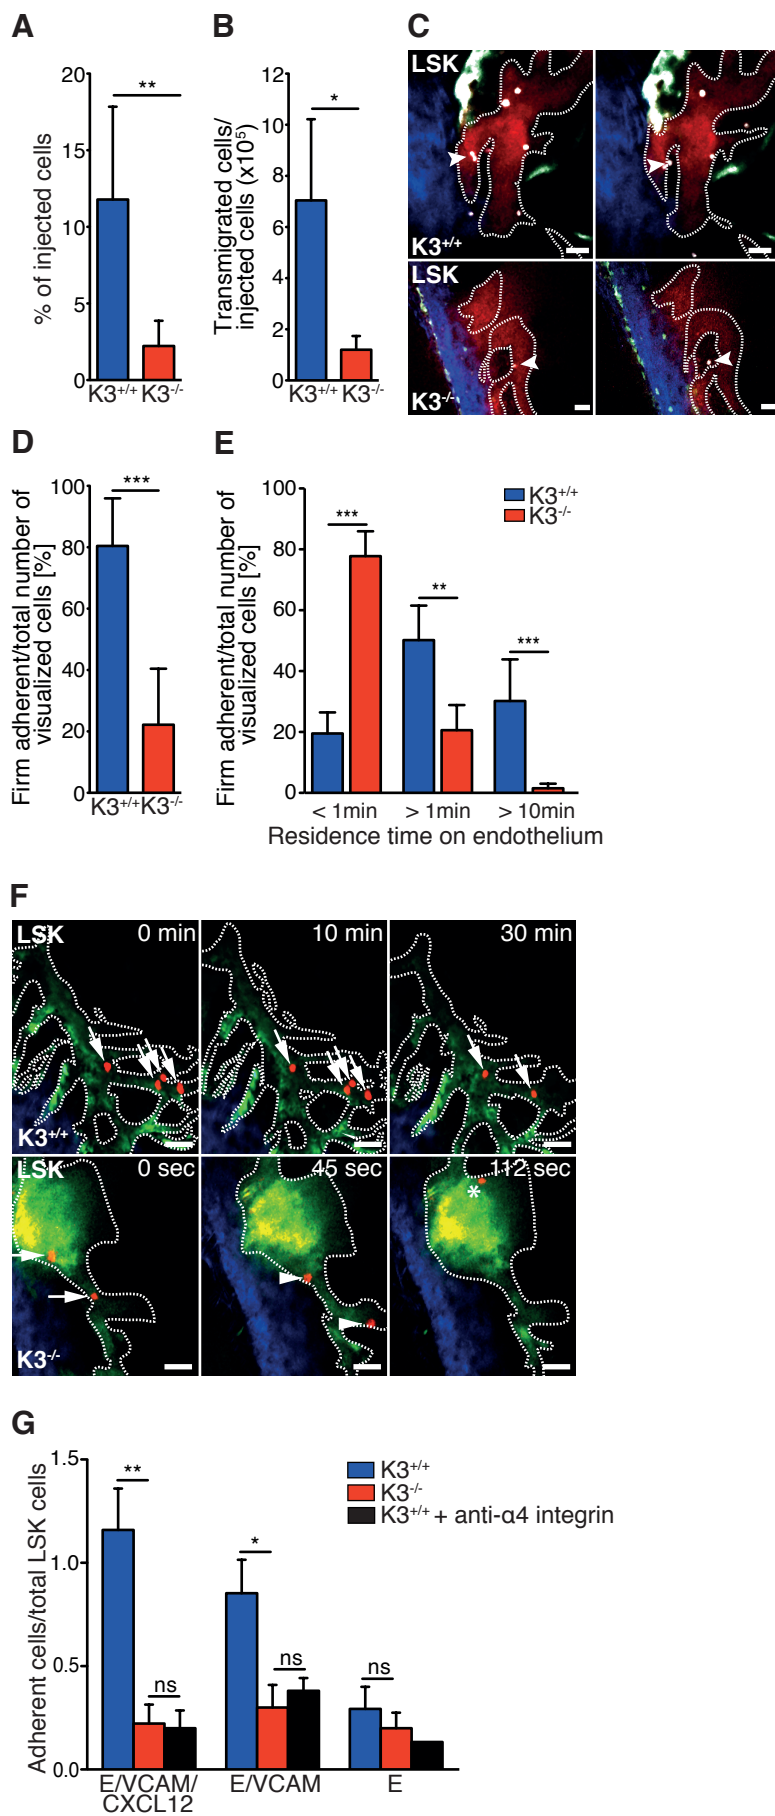 A
% of injected cells
20
15
10
5
0
**
K3+/+ K3-/-
B
Transmigrated cells/
injected cells (x10⁵)
12
10
8
6
4
2
0
*
K3+/+ K3-/-
C
LSK
K3+/+
LSK
K3-/-
D
Firm adherent/total number of
visualized cells [%]
100
80
60
40
20
0
***
K3+/+ K3-/-
E
Firm adherent/total number of
visualized cells [%]
100
80
60
40
20
0
K3+/+
K3-/-
***
**
***
< 1min > 1min > 10min
Residence time on endothelium
F
LSK 0 min
10 min
30 min
K3+/+
LSK 0 sec
45 sec
112 sec
*
K3-/-
G
Adherent cells/total LSK cells
1.5
1.0
0.5
0.0
K3+/+
K3-/-
K3+/+ + anti-α4 integrin
**
ns
*
ns
ns
E/VCAM/
CXCL12
E/VCAM
E